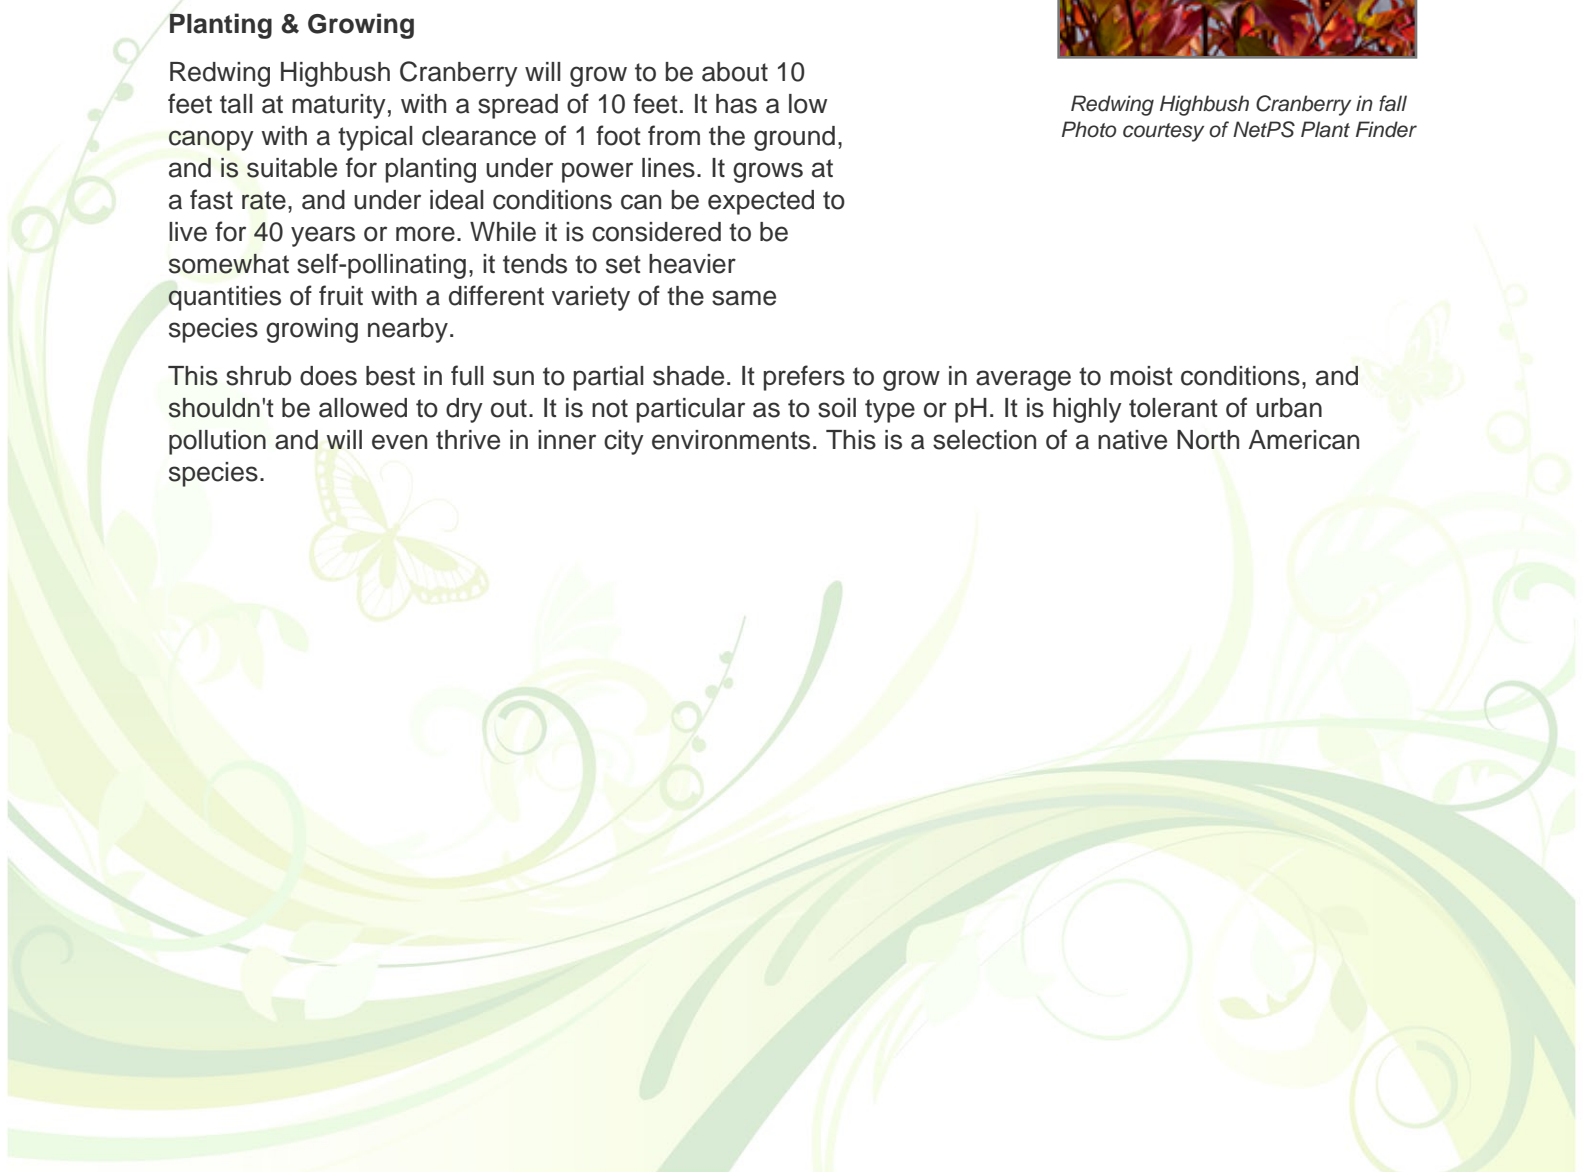 Planting & Growing
Redwing Highbush Cranberry will grow to be about 10
feet tall at maturity, with a spread of 10 feet. It has a low
canopy with a typical clearance of 1 foot from the ground,
and is suitable for planting under power lines. It grows at
a fast rate, and under ideal conditions can be expected to
live for 40 years or more. While it is considered to be
somewhat self-pollinating, it tends to set heavier
quantities of fruit with a different variety of the same
species growing nearby.
Redwing Highbush Cranberry in fall
Photo courtesy of NetPS Plant Finder
This shrub does best in full sun to partial shade. It prefers to grow in average to moist conditions, and
shouldn't be allowed to dry out. It is not particular as to soil type or pH. It is highly tolerant of urban
pollution and will even thrive in inner city environments. This is a selection of a native North American
species.